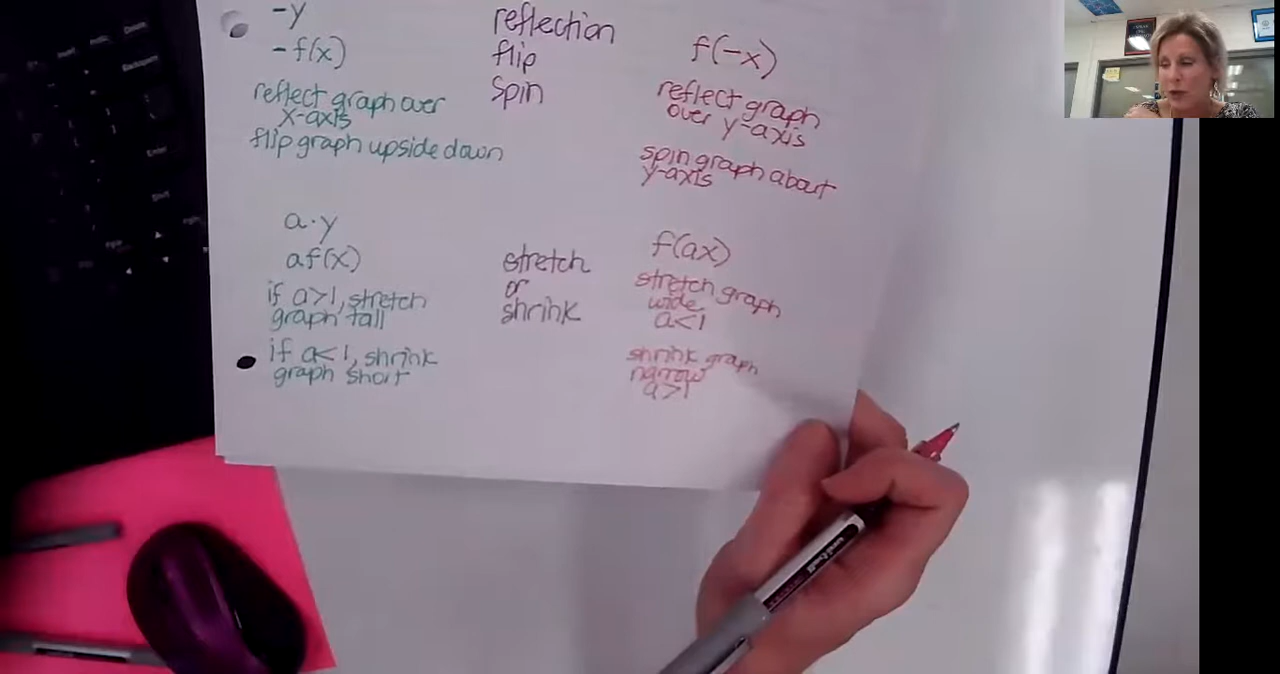 -y
-f(x)
reflect graph over
x-axis
flip graph upside down
reflection
flip
spin
f(-x)
reflect graph
over y-axis
spin graph about
y-axis
a·y
af(x)
if a>1, stretch
graph tall
if a<1, shrink
graph short
stretch
or
shrink
f(ax)
stretch graph
wide
a<1
shrink graph
narrow
a>1